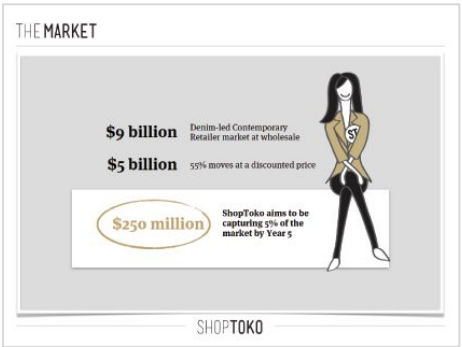 THE MARKET
$9 billion
Denim-led Contemporary
Retailer market at wholesale
$5 billion
55% moves at a discounted price
$250 million
ShopToko aims to be
capturing 5% of the
market by Year 5
ST
SHOPTOKO